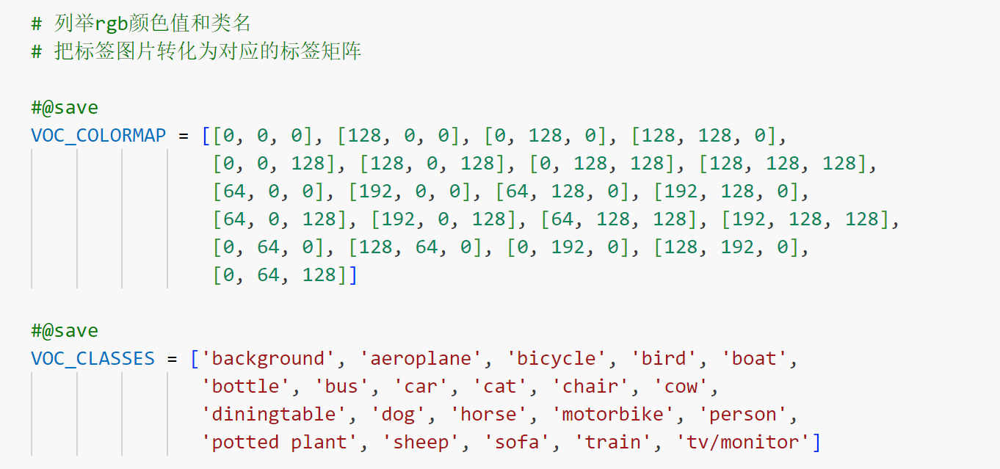 # 列举rgb颜色值和类名
# 把标签图片转化为对应的标签矩阵
#@save
VOC_COLORMAP = [[0, 0, 0], [128, 0, 0], [0, 128, 0], [128, 128, 0],
[0, 0, 128], [128, 0, 128], [0, 128, 128], [128, 128, 128],
[64, 0, 0], [192, 0, 0], [64, 128, 0], [192, 128, 0],
[64, 0, 128], [192, 0, 128], [64, 128, 128], [192, 128, 128],
[0, 64, 0], [128, 64, 0], [0, 192, 0], [128, 192, 0],
[0, 64, 128]]
#@save
VOC_CLASSES = ['background', 'aeroplane', 'bicycle', 'bird', 'boat',
'bottle', 'bus', 'car', 'cat', 'chair', 'cow',
'diningtable', 'dog', 'horse', 'motorbike', 'person',
'potted plant', 'sheep', 'sofa', 'train', 'tv/monitor']